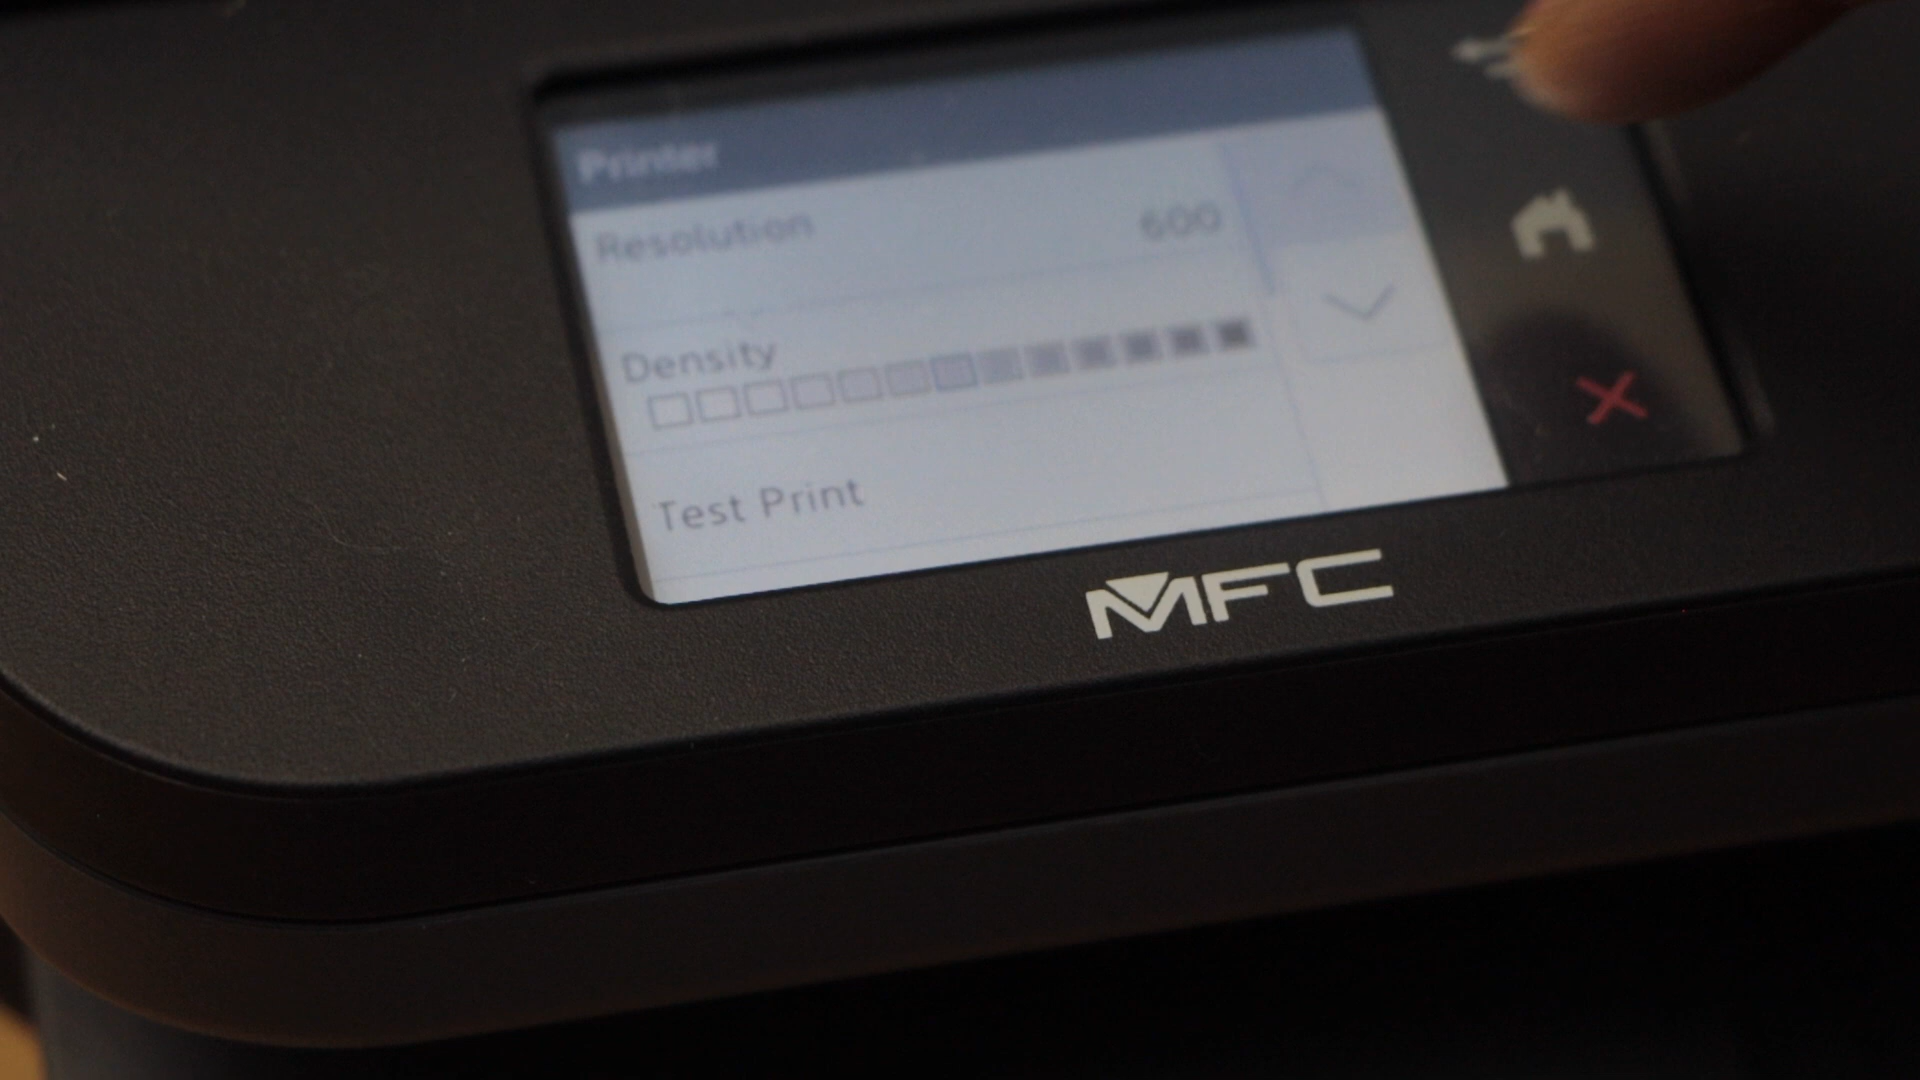 Printer
Resolution 600
Density
Test Print
MFC